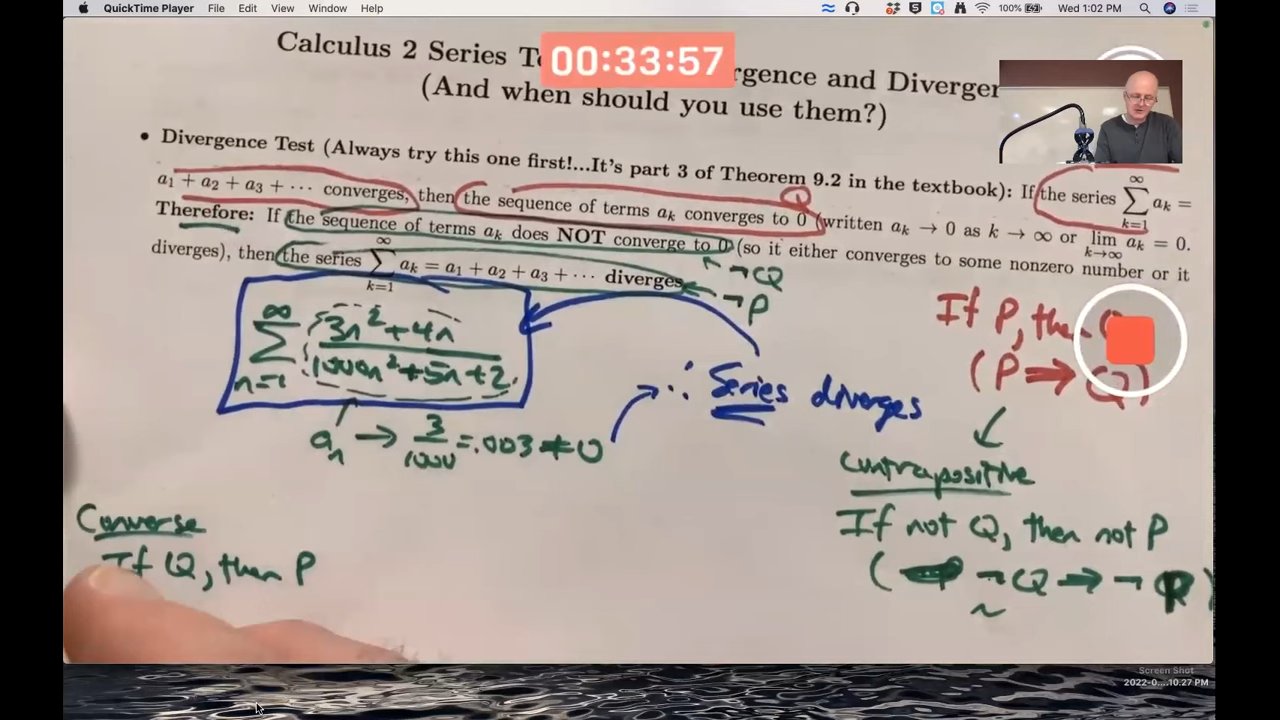 QuickTime Player File Edit View Window Help
100% Wed 1:02 PM
00:33:57
Calculus 2 Series
rgence and Diverger
(And when should you use them?)
• Divergence Test (Always try this one first!...It's part 3 of Theorem 9.2 in the textbook): If the series ∑_{k=1}^{∞} a_k =
a_1 + a_2 + a_3 + ⋯ converges, then the sequence of terms a_k converges to 0 (written a_k → 0 as k → ∞ or lim_{k→∞} a_k = 0.
Q
Therefore: If the sequence of terms a_k does NOT converge to 0 (so it either converges to some nonzero number or it
diverges), then the series ∑_{k=1}^{∞} a_k = a_1 + a_2 + a_3 + ⋯ diverges.
¬Q
¬P
∑_{n=1}^{∞} (3n^2+4n)/(1000n^2+5n+2)
a_n → 3/1000 = .003 ≠ 0
∴ Series diverges
If P, then Q
(P ⇒ Q)
Contrapositive
If not Q, then not P
( ¬Q ⇒ ¬P )
~
Converse
If Q, then P
Screen Shot
2022-0....10.27 PM